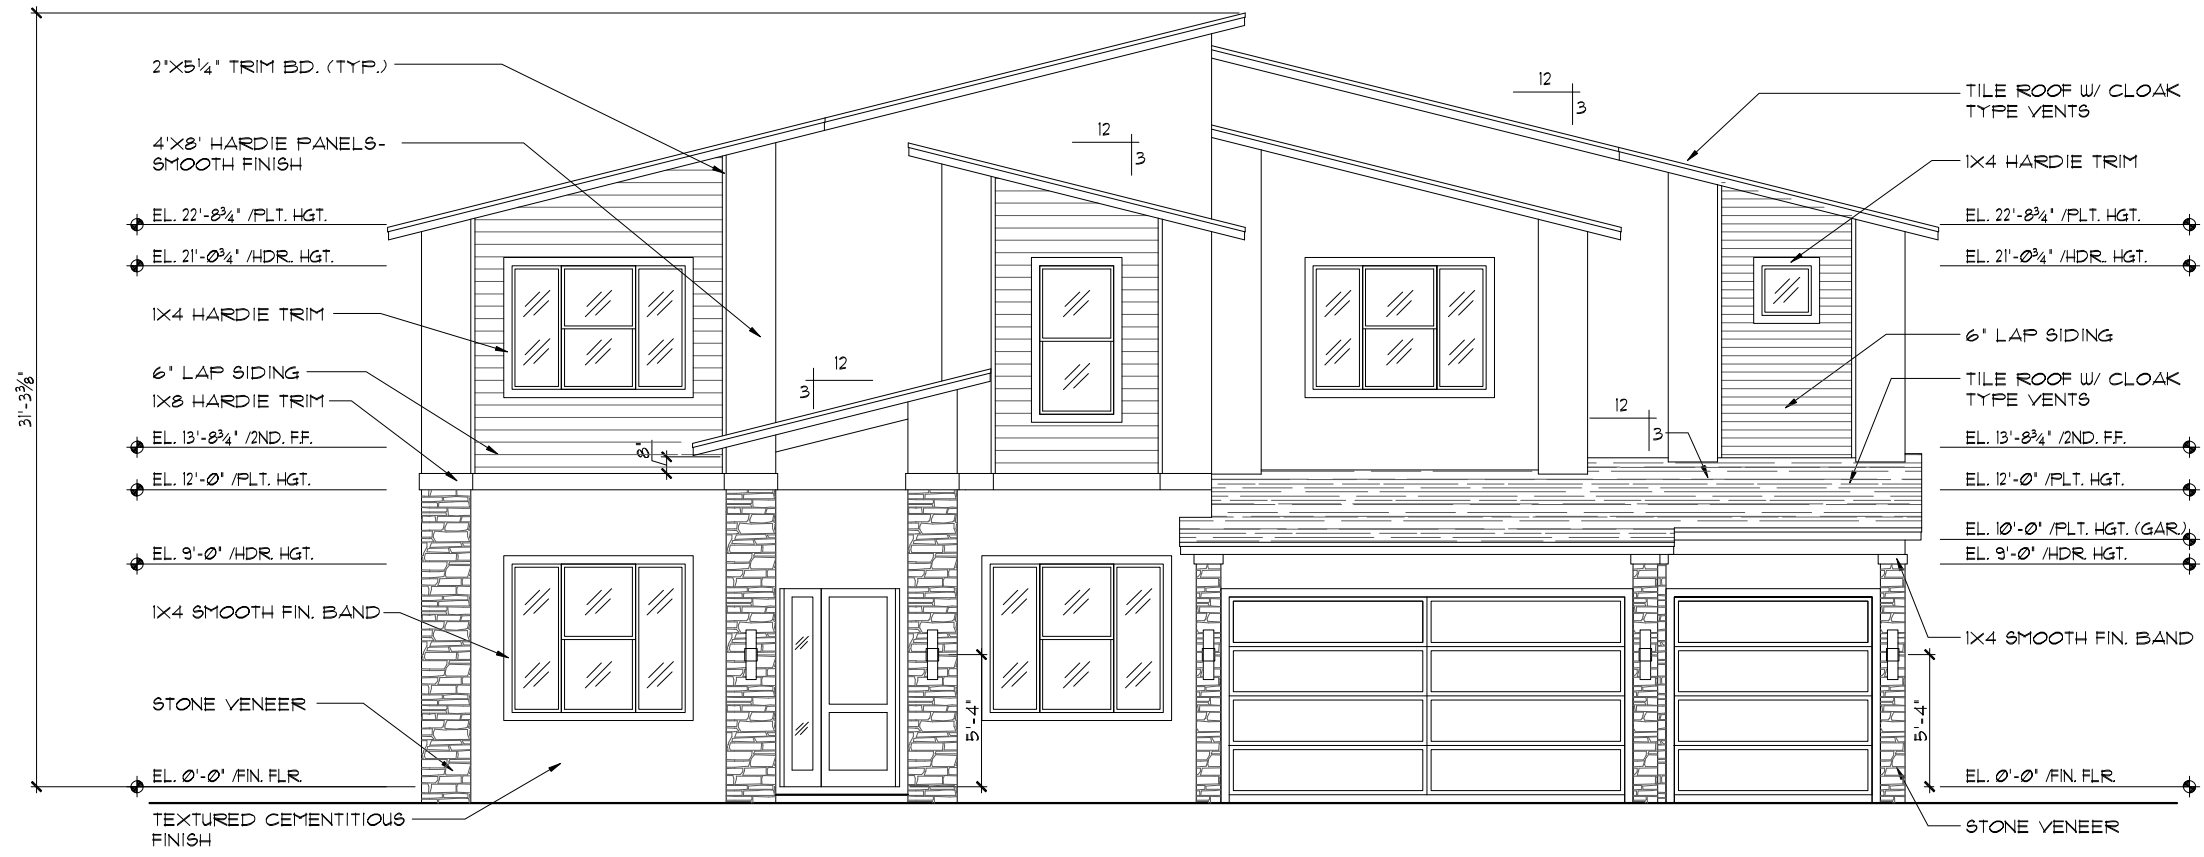 2"X5¼" TRIM BD. (TYP.)
4'X8' HARDIE PANELS-
SMOOTH FINISH
EL. 22'-8¾" /PLT. HGT.
EL. 21'-0¾" /HDR. HGT.
1X4 HARDIE TRIM
6" LAP SIDING
1X8 HARDIE TRIM
EL. 13'-8¾" /2ND. F.F.
EL. 12'-0" /PLT. HGT.
EL. 9'-0" /HDR. HGT.
1X4 SMOOTH FIN. BAND
STONE VENEER
EL. 0'-0" /FIN. FLR.
TEXTURED CEMENTITIOUS
FINISH
31'-3⅜"
8"
12
3
12
3
12
3
12
3
5'-4"
TILE ROOF W/ CLOAK
TYPE VENTS
1X4 HARDIE TRIM
EL. 22'-8¾" /PLT. HGT.
EL. 21'-0¾" /HDR. HGT.
6" LAP SIDING
TILE ROOF W/ CLOAK
TYPE VENTS
EL. 13'-8¾" /2ND. F.F.
EL. 12'-0" /PLT. HGT.
EL. 10'-0" /PLT. HGT. (GAR.)
EL. 9'-0" /HDR. HGT.
1X4 SMOOTH FIN. BAND
5'-4"
EL. 0'-0" /FIN. FLR.
STONE VENEER